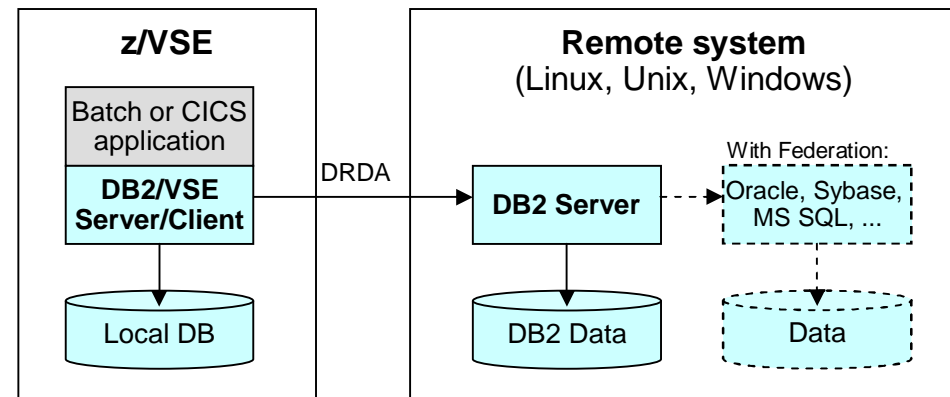 z/VSE
Batch or CICS
application
DB2/VSE
Server/Client
Local DB
DRDA
Remote system
(Linux, Unix, Windows)
DB2 Server
DB2 Data
With Federation:
Oracle, Sybase,
MS SQL, ...
Data